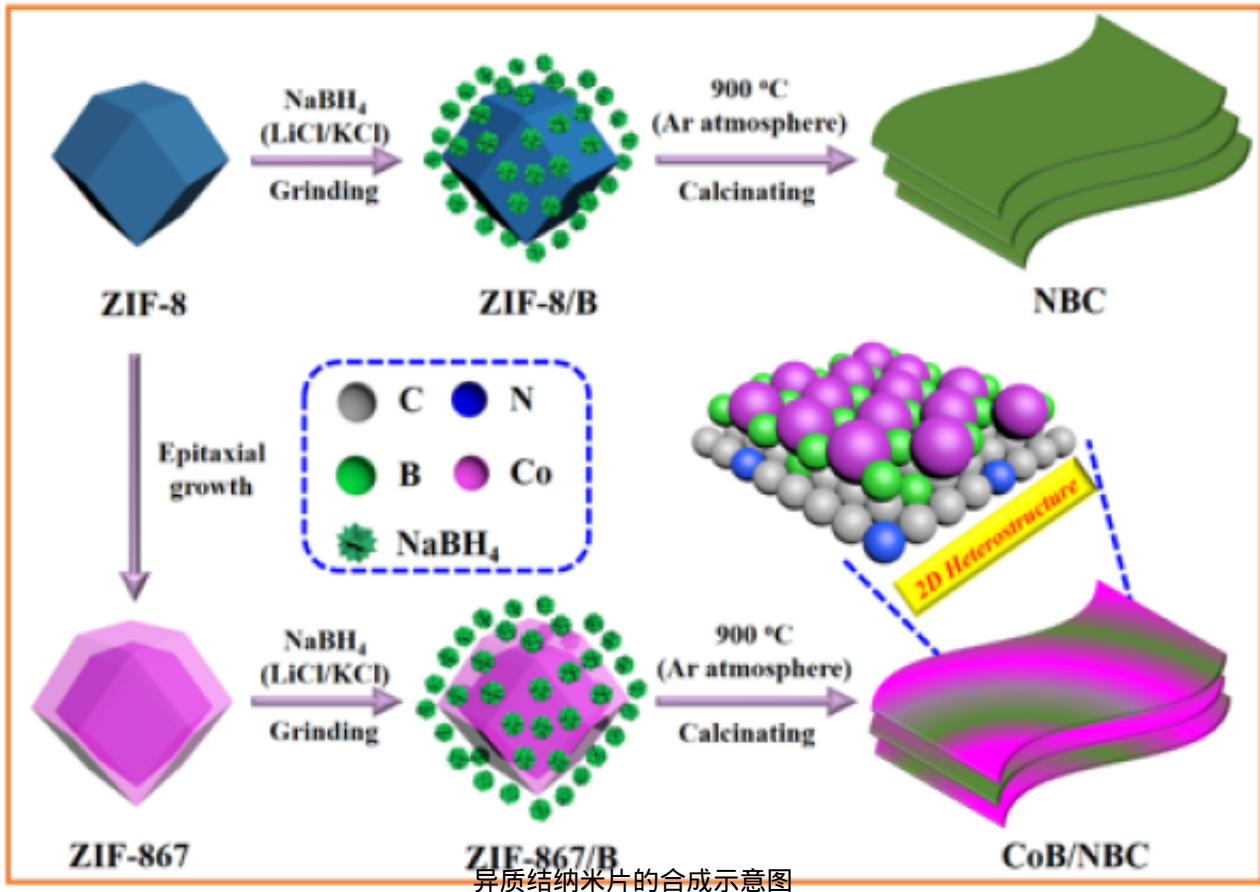 NaBH₄
(LiCl/KCl)
Grinding
900 °C
(Ar atmosphere)
Calcinating
ZIF-8
ZIF-8/B
NBC
Epitaxial
growth
C
N
B
Co
NaBH₄
2D Heterostructure
NaBH₄
(LiCl/KCl)
Grinding
900 °C
(Ar atmosphere)
Calcinating
ZIF-867
ZIF-867/B
CoB/NBC
异质结纳米片的合成示意图